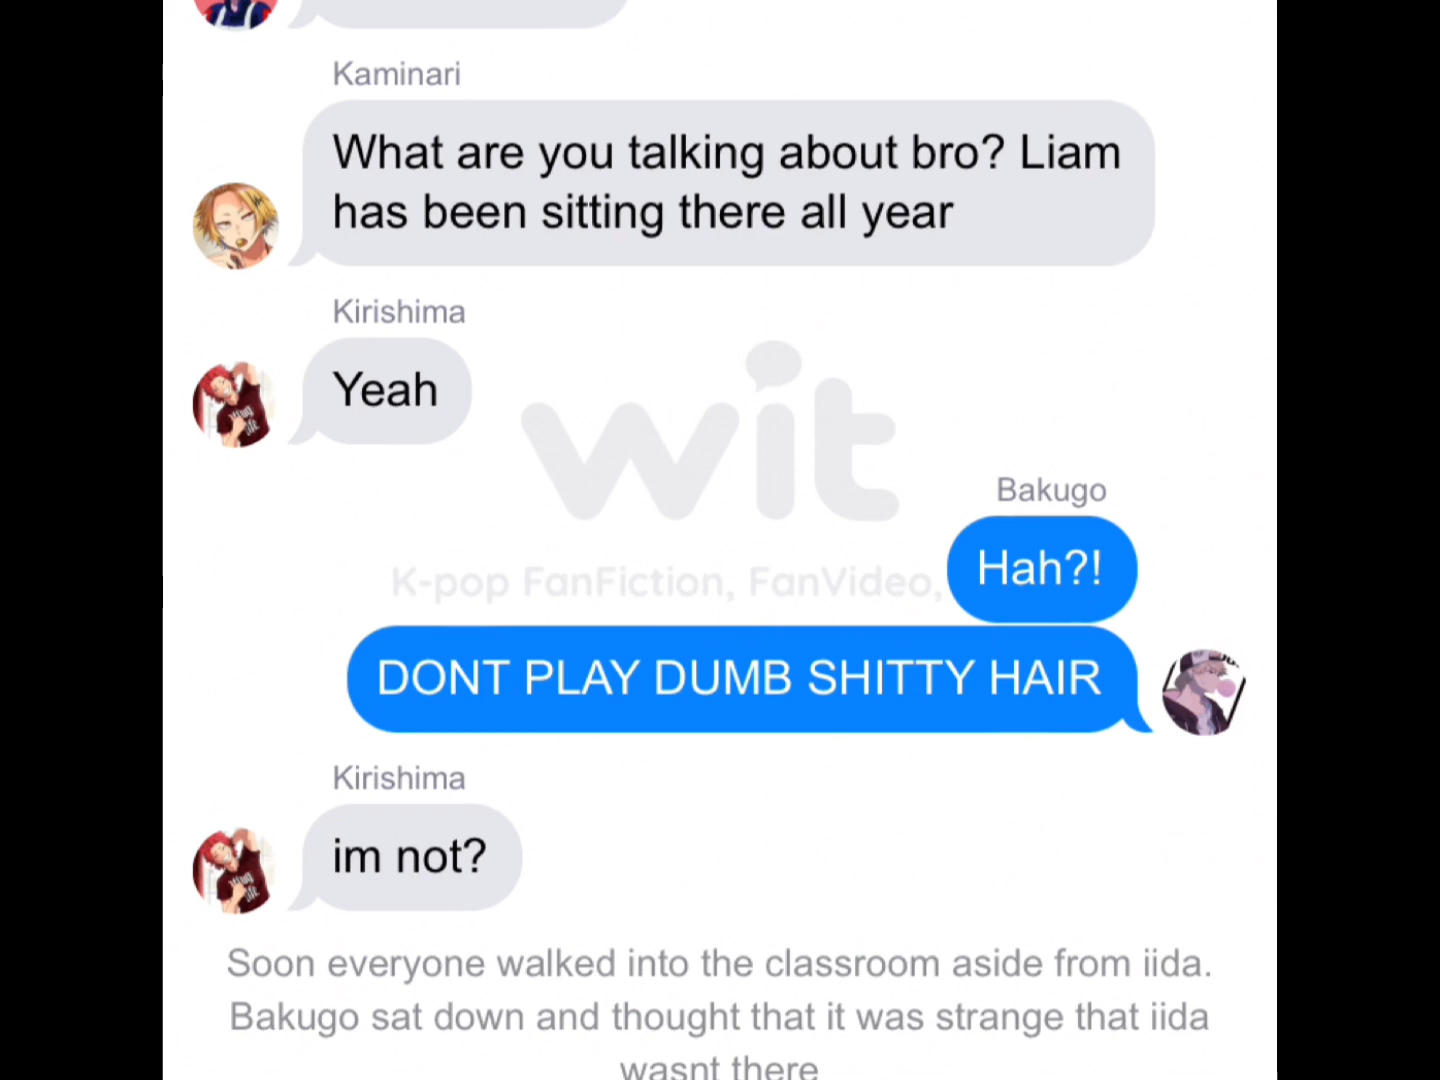 Kaminari
What are you talking about bro? Liam
has been sitting there all year
Kirishima
Yeah
wit
K-pop FanFiction, FanVideo,
Bakugo
Hah?!
DONT PLAY DUMB SHITTY HAIR
Kirishima
im not?
Soon everyone walked into the classroom aside from iida.
Bakugo sat down and thought that it was strange that iida
wasnt there